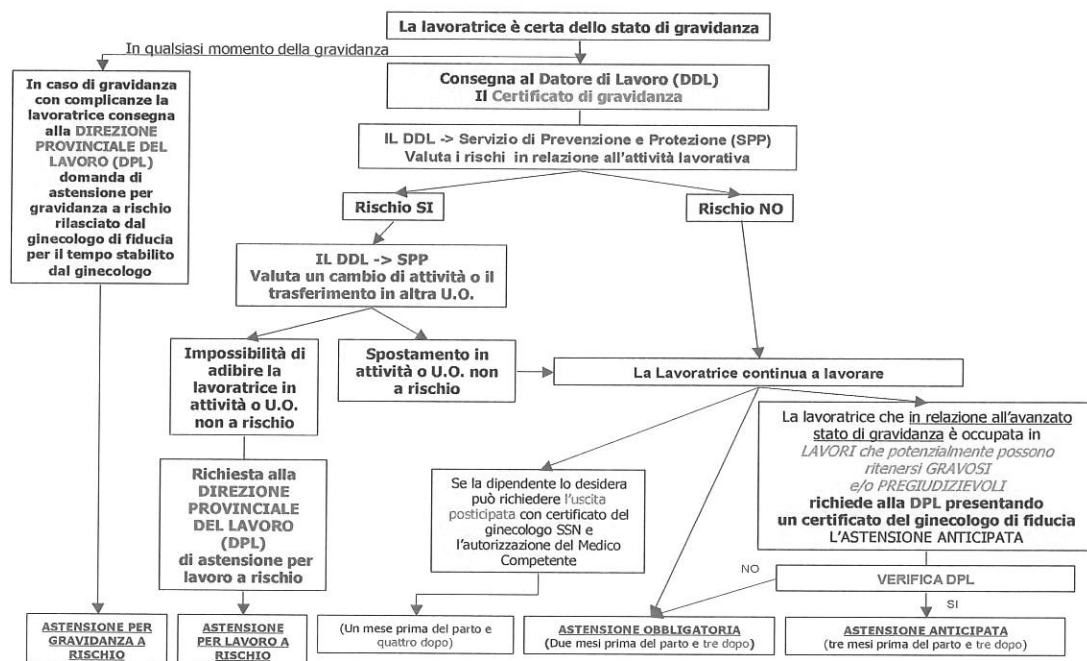 La lavoratrice è certa dello stato di gravidanza
In qualsiasi momento della gravidanza
In caso di gravidanza
con complicanze la
lavoratrice consegna
alla DIREZIONE
PROVINCIALE DEL
LAVORO (DPL)
domanda di
astensione per
gravidanza a rischio
rilasciato dal
ginecologo di fiducia
per il tempo stabilito
dal ginecologo
Consegna al Datore di Lavoro (DDL)
Il Certificato di gravidanza
IL DDL -> Servizio di Prevenzione e Protezione (SPP)
Valuta i rischi in relazione all'attività lavorativa
Rischio SI
Rischio NO
IL DDL -> SPP
Valuta un cambio di attività o il
trasferimento in altra U.O.
Impossibilità di
adibire la
lavoratrice in
attività o U.O.
non a rischio
Spostamento in
attività o U.O. non
a rischio
La Lavoratrice continua a lavorare
Richiesta alla
DIREZIONE
PROVINCIALE
DEL LAVORO
(DPL)
di astensione per
lavoro a rischio
Se la dipendente lo desidera
può richiedere l'uscita
posticipata con certificato del
ginecologo SSN e
l'autorizzazione del Medico
Competente
La lavoratrice che in relazione all'avanzato
stato di gravidanza è occupata in
LAVORI che potenzialmente possono
ritenersi GRAVOSI
e/o PREGIUDIZIEVOLI
richiede alla DPL presentando
un certificato del ginecologo di fiducia
L'ASTENSIONE ANTICIPATA
NO
VERIFICA DPL
SI
ASTENSIONE PER
GRAVIDANZA A
RISCHIO
ASTENSIONE
PER LAVORO A
RISCHIO
(Un mese prima del parto e
quattro dopo)
ASTENSIONE OBBLIGATORIA
(Due mesi prima del parto e tre dopo)
ASTENSIONE ANTICIPATA
(tre mesi prima del parto e tre dopo)